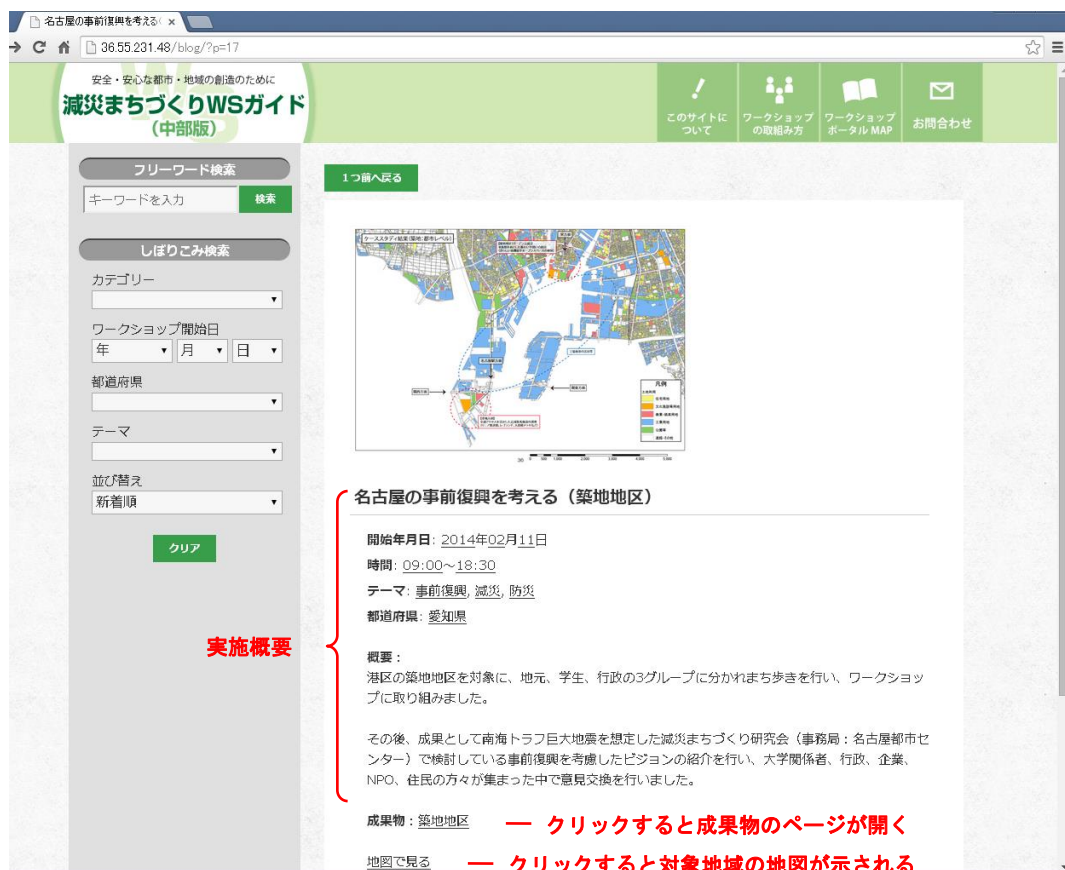 名古屋の事前復興を考える
36.55.231.48/blog/?p=17
安全・安心な都市・地域の創造のために
減災まちづくりWSガイド
（中部版）
このサイトに
ついて
ワークショップ
の取組み方
ワークショップ
ポータル MAP
お問合わせ
フリーワード検索
キーワードを入力
検索
しぼりこみ検索
カテゴリー
ワークショップ開始日
年 月 日
都道府県
テーマ
並び替え
新着順
クリア
1つ前へ戻る
ケーススタディ結果(築地:都市レベル)
凡例
名古屋の事前復興を考える（築地地区）
開始年月日: 2014年02月11日
時間: 09:00～18:30
テーマ: 事前復興, 減災, 防災
都道府県: 愛知県
実施概要
概要：
港区の築地地区を対象に、地元、学生、行政の3グループに分かれまち歩きを行い、ワークショッ
プに取り組みました。
その後、成果として南海トラフ巨大地震を想定した減災まちづくり研究会（事務局：名古屋都市セ
ンター）で検討している事前復興を考慮したビジョンの紹介を行い、大学関係者、行政、企業、
NPO、住民の方々が集まった中で意見交換を行いました。
成果物：築地地区
クリックすると成果物のページが開く
地図で見る
クリックすると対象地域の地図が示される